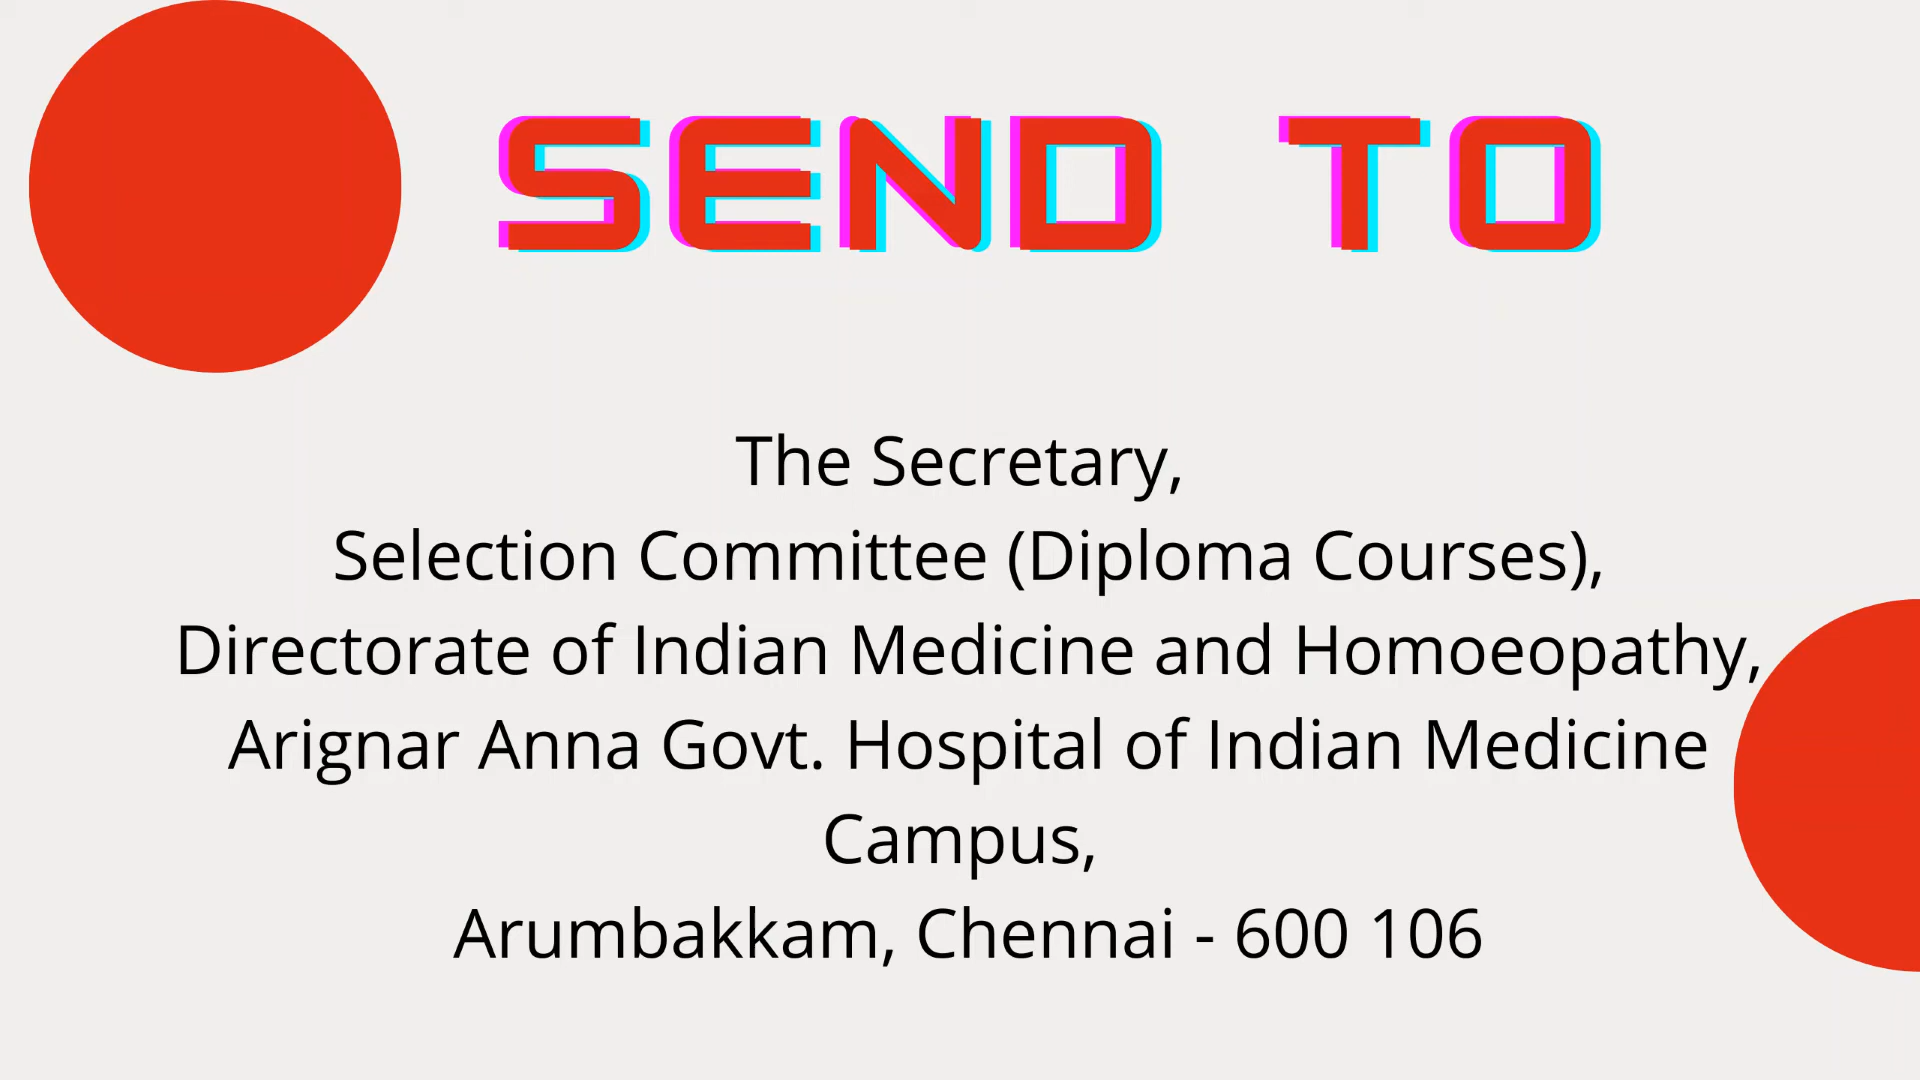 SEND TO
The Secretary,
Selection Committee (Diploma Courses),
Directorate of Indian Medicine and Homoeopathy,
Arignar Anna Govt. Hospital of Indian Medicine
Campus,
Arumbakkam, Chennai - 600 106